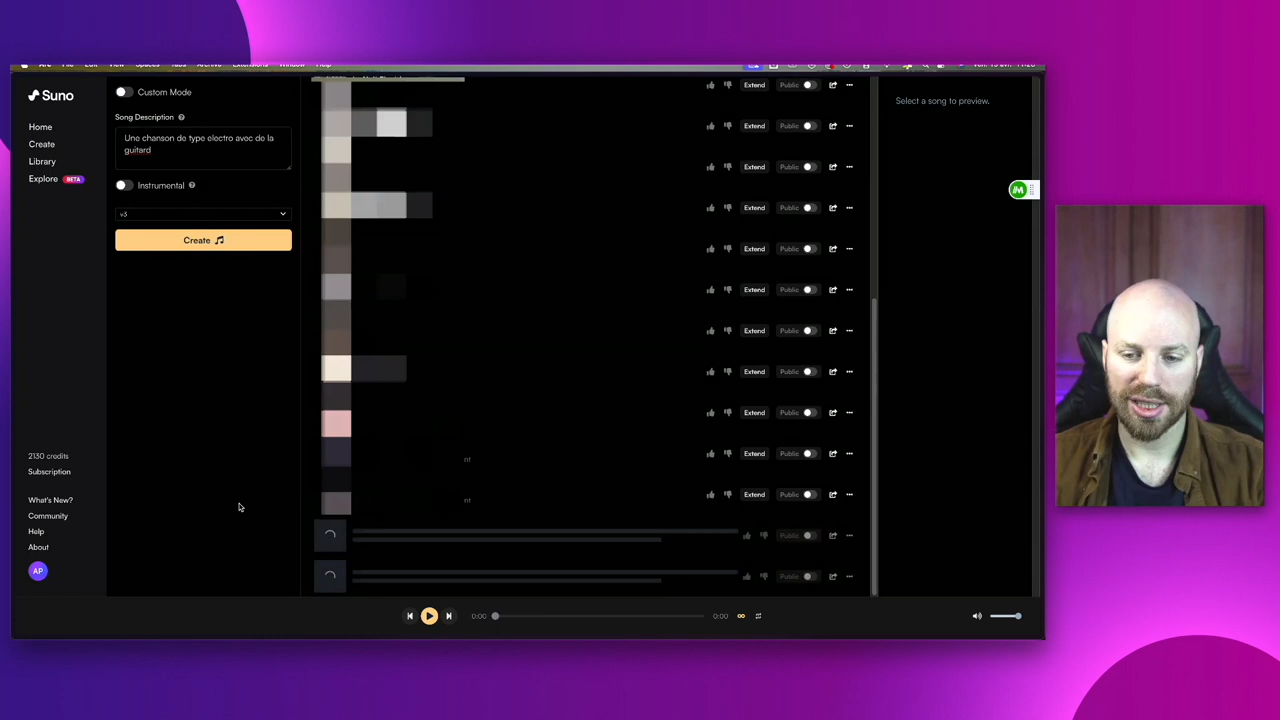 Suno
Home
Create
Library
Explore BETA
2130 credits
Subscription
What's New?
Community
Help
About
AP
Custom Mode
Song Description
Une chanson de type electro avec de la
guitard
Instrumental
v3
Create
Extend Public
Extend Public
Extend Public
Extend Public
Extend Public
Extend Public
Extend Public
Extend Public
Extend Public
nt Extend Public
nt Extend Public
Public
Public
Select a song to preview.
0:00
0:00